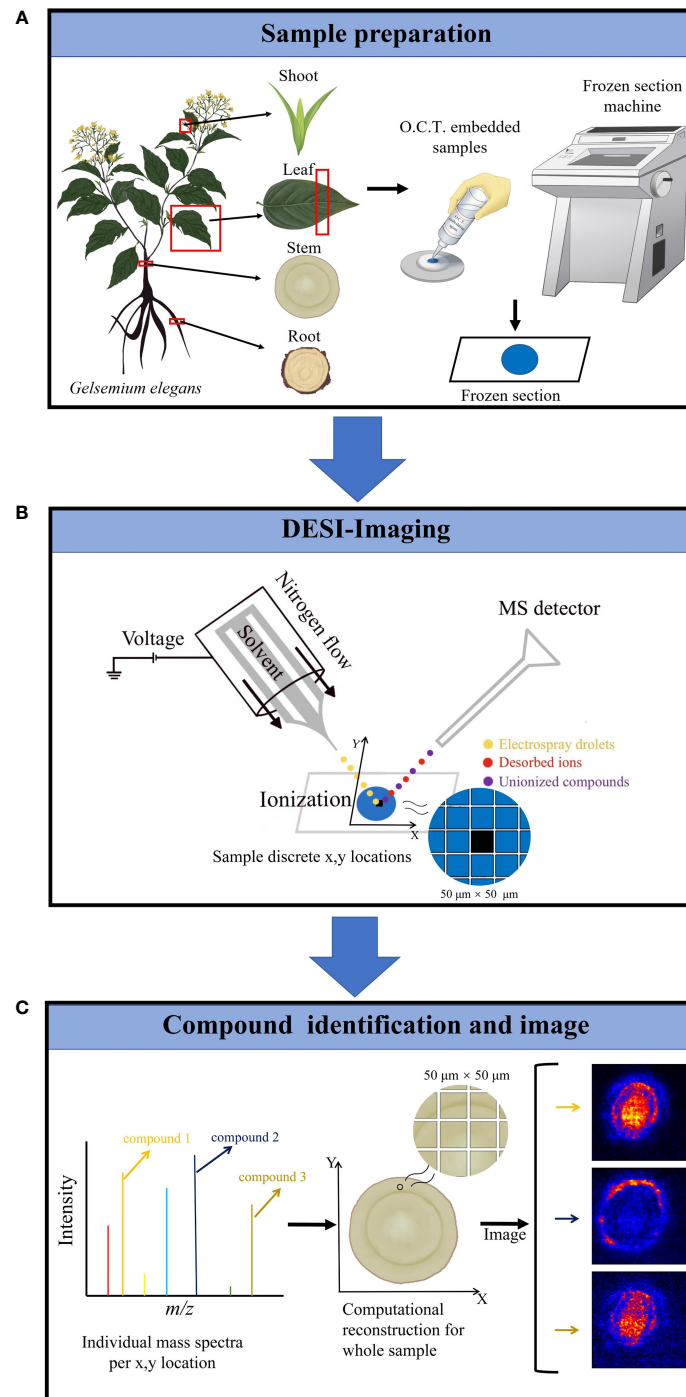 A
Sample preparation
Shoot
Leaf
Stem
Root
Gelsemium elegans
O.C.T. embedded
samples
Frozen section
machine
Frozen section
B
DESI-Imaging
Voltage
Solvent
Nitrogen flow
MS detector
Electrospray drolets
Desorbed ions
Unionized compounds
Y
X
Ionization
Sample discrete x,y locations
50 μm × 50 μm
C
Compound identification and image
50 μm × 50 μm
compound 1
compound 2
compound 3
Intensity
m/z
Individual mass spectra
per x,y location
Y
X
Computational
reconstruction for
whole sample
Image